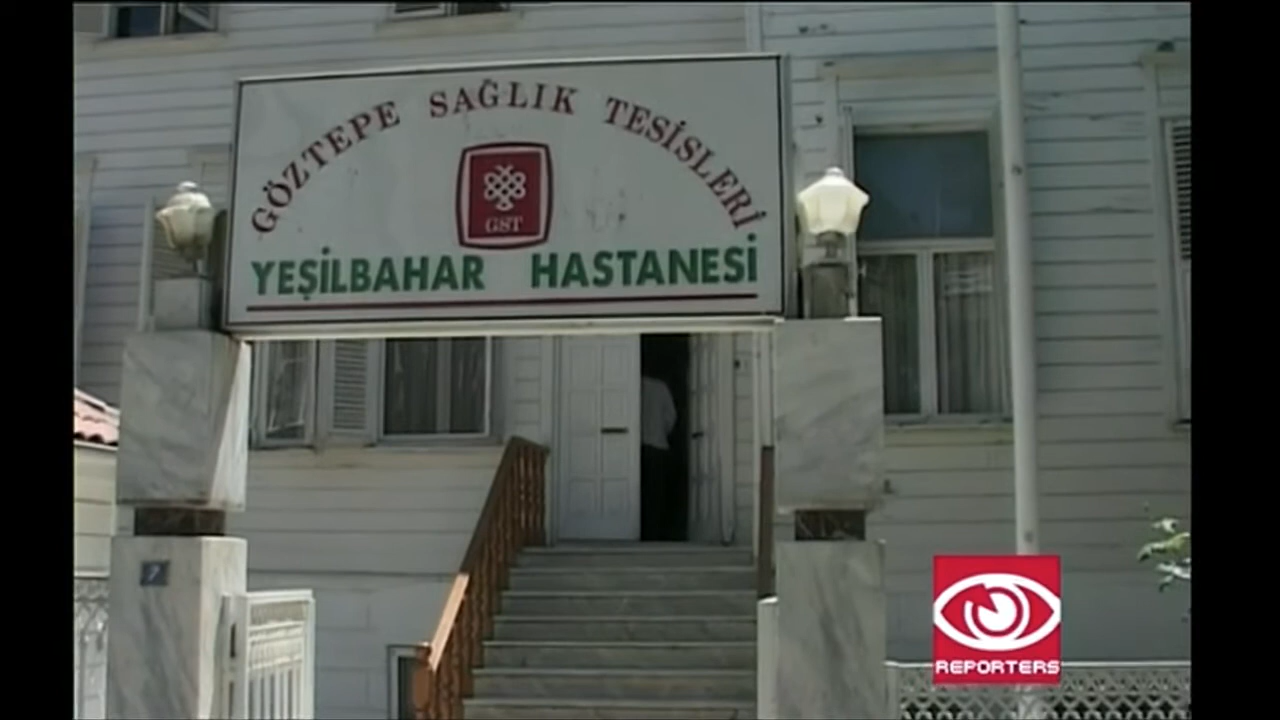 GÖZTEPE SAĞLIK TESİSLERİ
GST
YEŞİLBAHAR HASTANESİ
7
REPORTERS